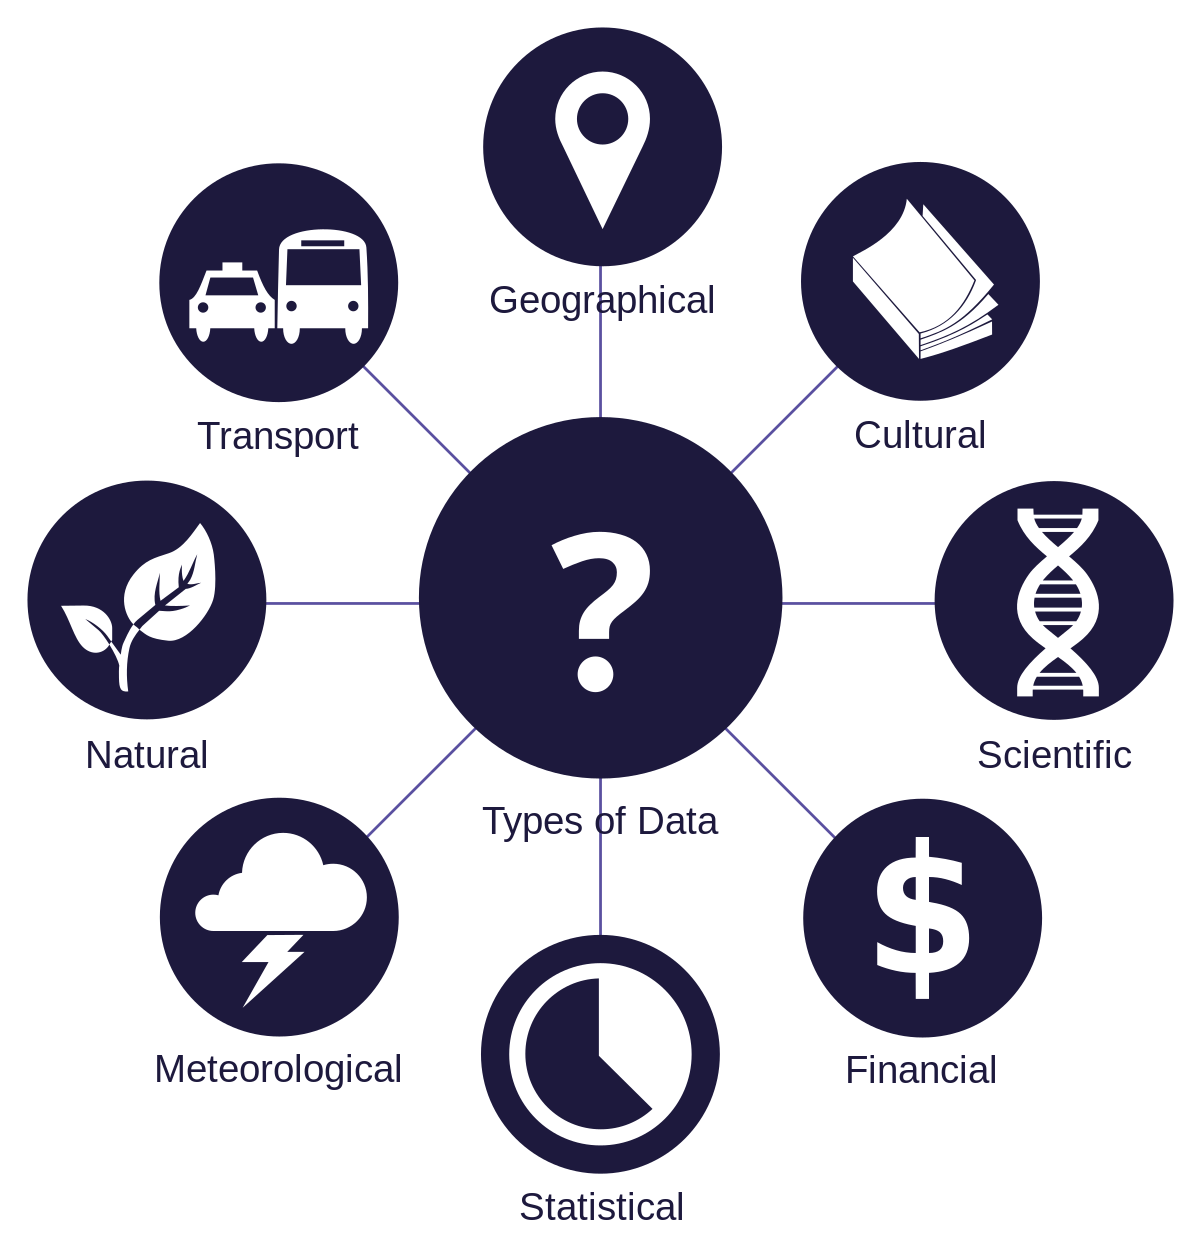 Geographical
Transport
Cultural
?
Natural
Scientific
Types of Data
$
Meteorological
Financial
Statistical